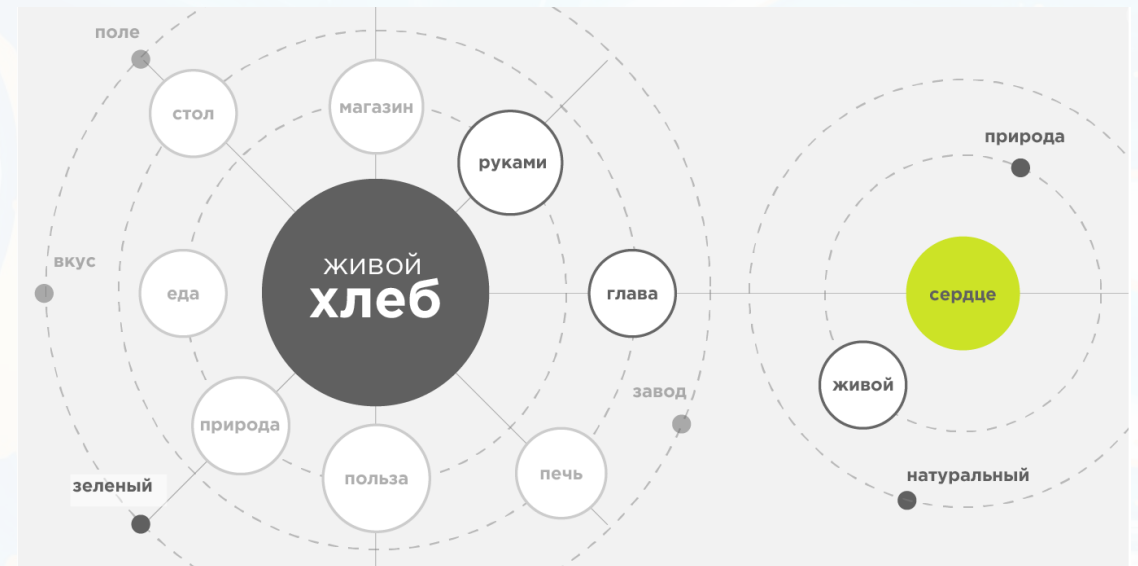 поле
стол
магазин
руками
природа
вкус
еда
живой
хлеб
глава
сердце
завод
живой
природа
польза
печь
зеленый
натуральный